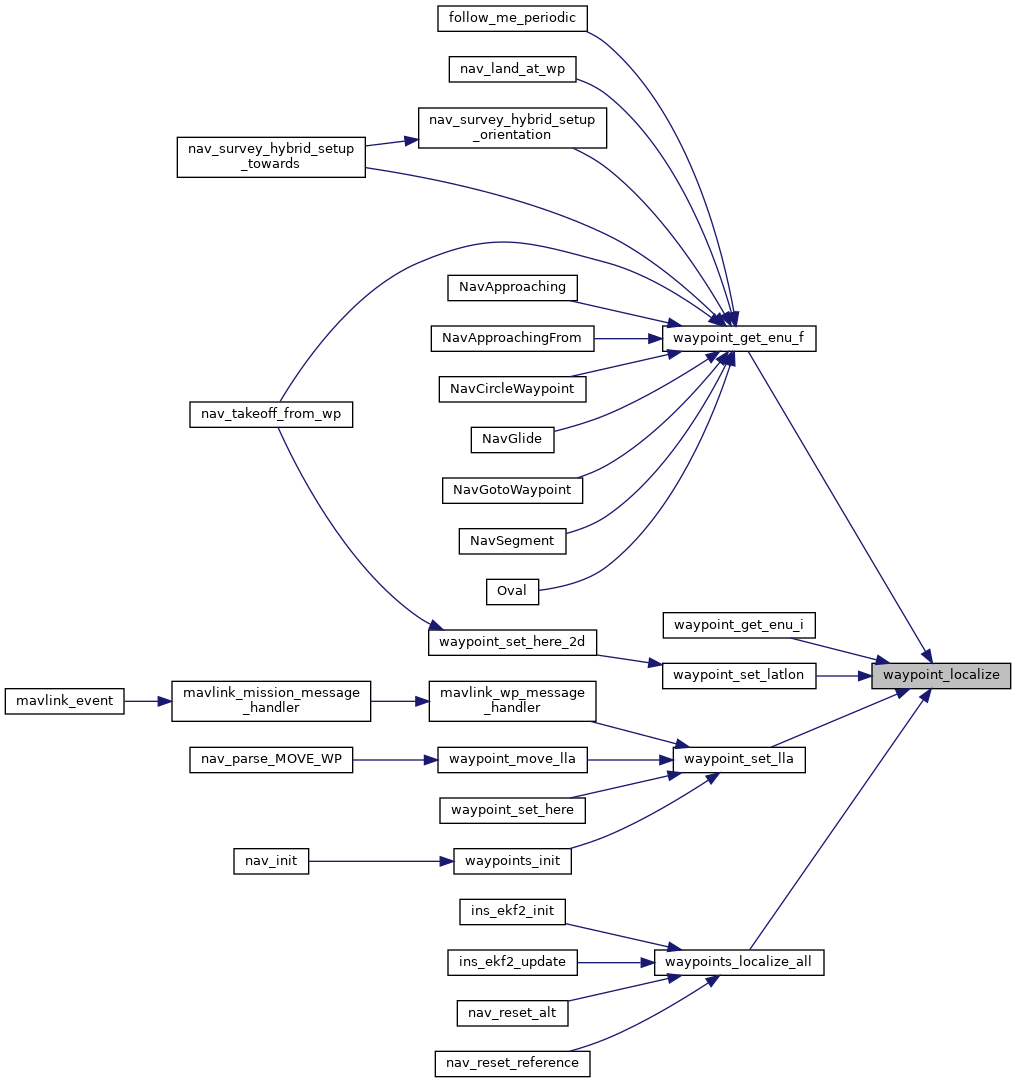 follow_me_periodic
nav_land_at_wp
nav_survey_hybrid_setup
_orientation
nav_survey_hybrid_setup
_towards
NavApproaching
waypoint_get_enu_f
NavApproachingFrom
NavCircleWaypoint
nav_takeoff_from_wp
NavGlide
NavGotoWaypoint
NavSegment
Oval
waypoint_get_enu_i
waypoint_set_here_2d
waypoint_set_latlon
waypoint_localize
mavlink_event
mavlink_mission_message
_handler
mavlink_wp_message
_handler
nav_parse_MOVE_WP
waypoint_move_lla
waypoint_set_lla
waypoint_set_here
nav_init
waypoints_init
ins_ekf2_init
ins_ekf2_update
waypoints_localize_all
nav_reset_alt
nav_reset_reference